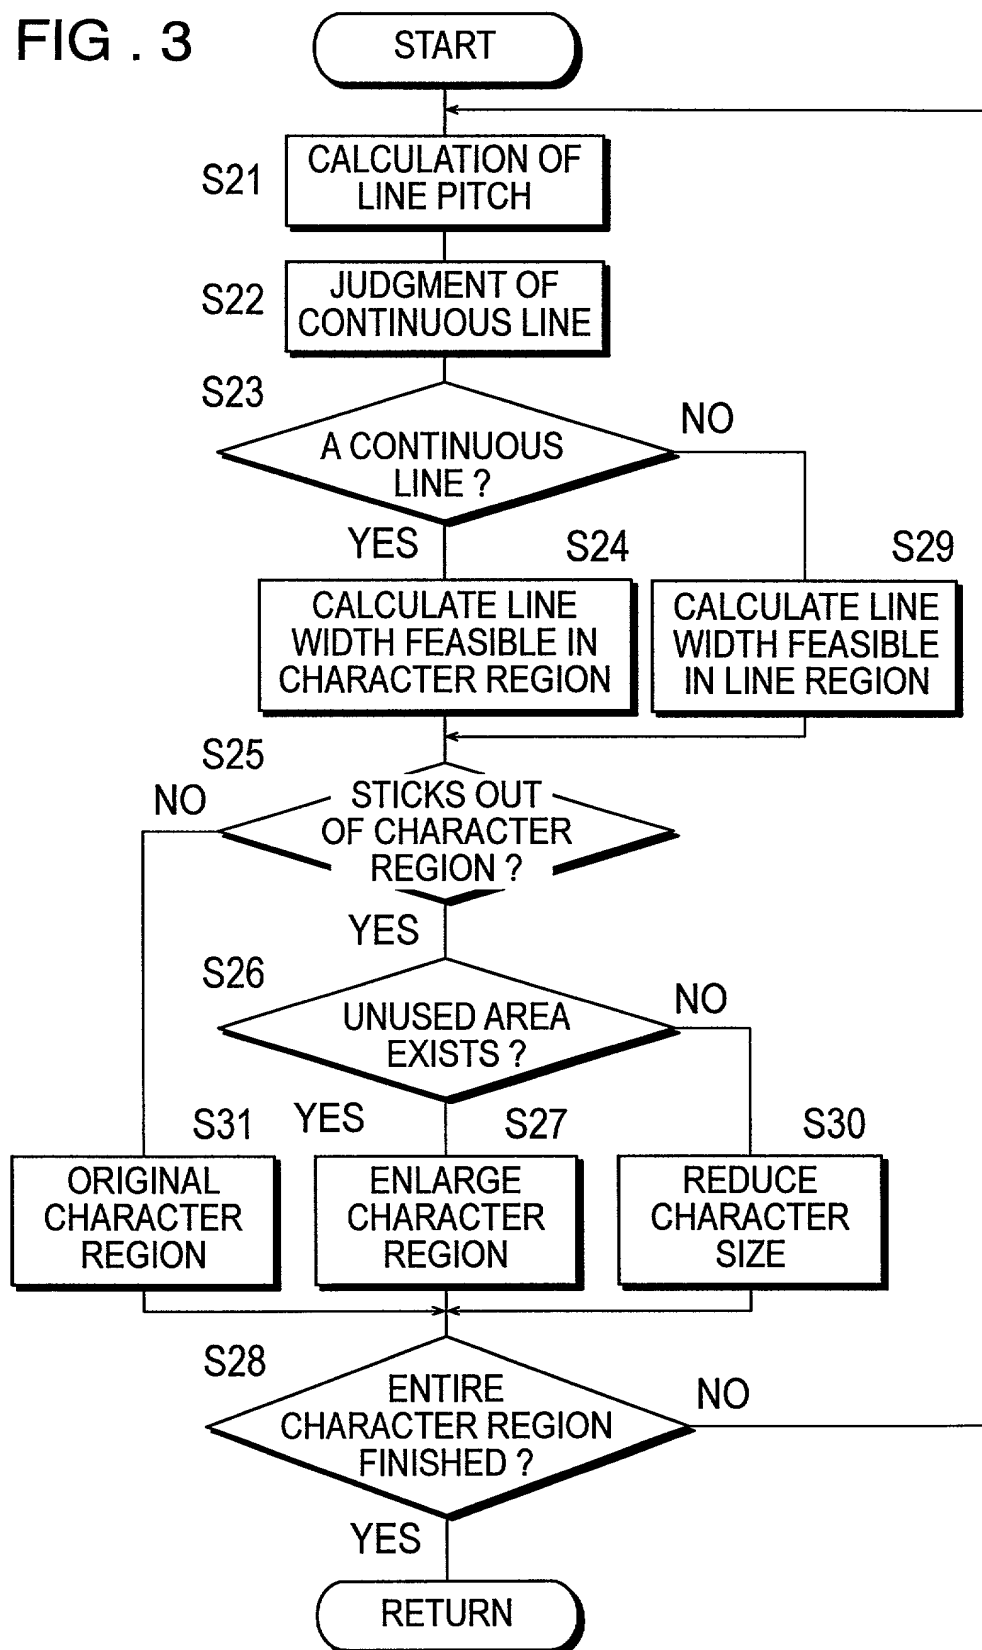 FIG . 3
START
S21
CALCULATION OF
LINE PITCH
S22
JUDGMENT OF
CONTINUOUS LINE
S23
A CONTINUOUS
LINE ?
NO
YES
S24
CALCULATE LINE
WIDTH FEASIBLE IN
CHARACTER REGION
S29
CALCULATE LINE
WIDTH FEASIBLE
IN LINE REGION
S25
NO
STICKS OUT
OF CHARACTER
REGION ?
YES
S26
UNUSED AREA
EXISTS ?
NO
YES
S31
ORIGINAL
CHARACTER
REGION
S27
ENLARGE
CHARACTER
REGION
S30
REDUCE
CHARACTER
SIZE
S28
ENTIRE
CHARACTER REGION
FINISHED ?
NO
YES
RETURN